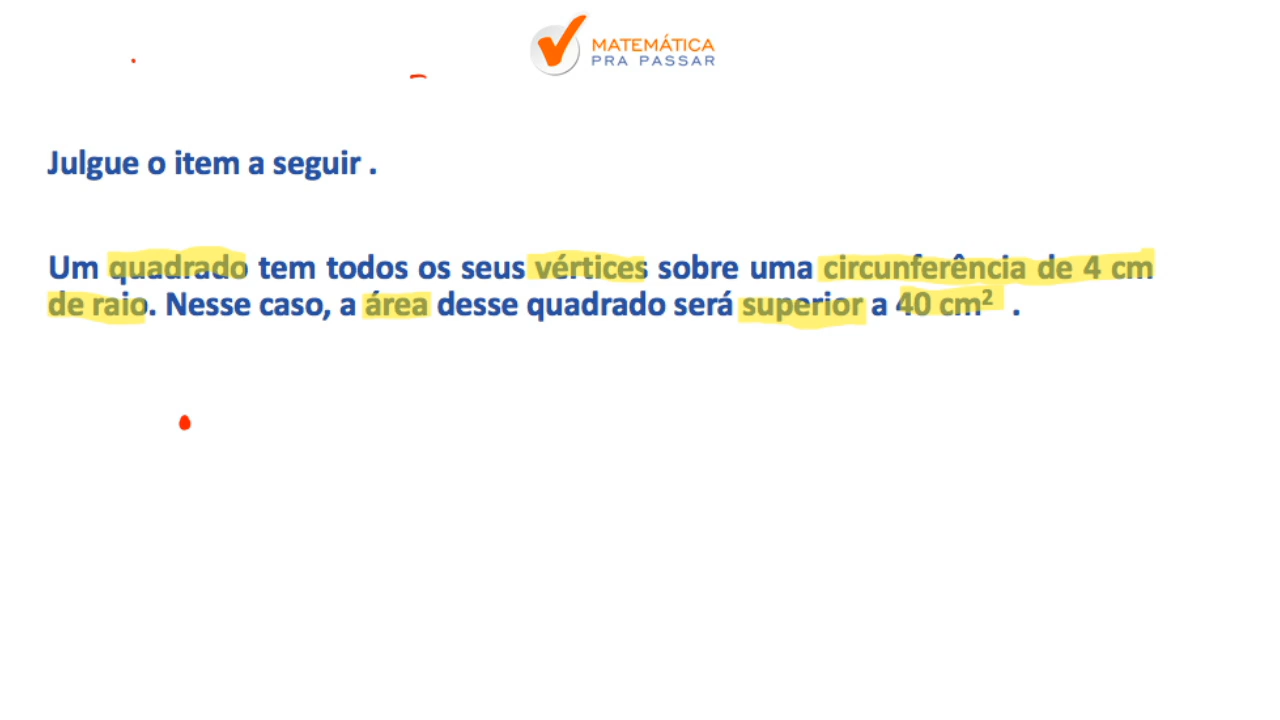 MATEMÁTICA
PRA PASSAR
Julgue o item a seguir .
Um quadrado tem todos os seus vértices sobre uma circunferência de 4 cm
de raio. Nesse caso, a área desse quadrado será superior a 40 cm² .